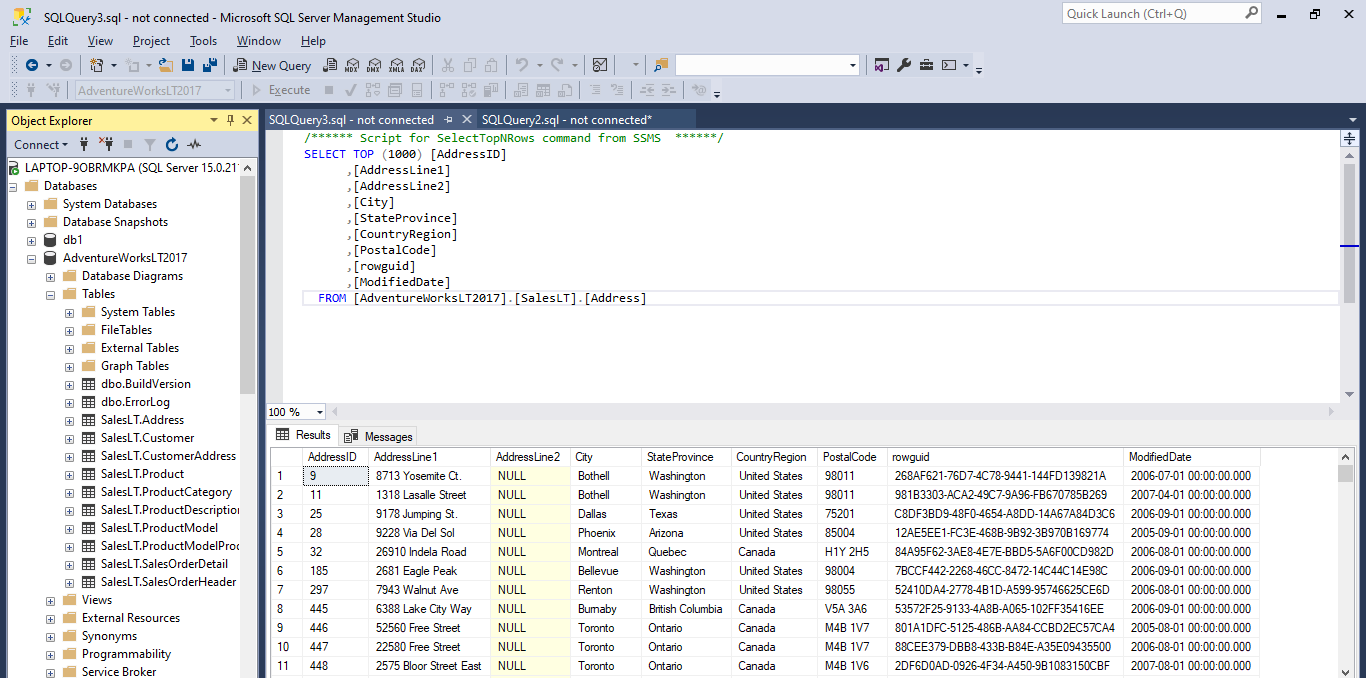 SQLQuery3.sql - not connected - Microsoft SQL Server Management Studio
Quick Launch (Ctrl+Q)
File Edit View Project Tools Window Help
New Query MDX DMX XMLA DAX
AdventureWorksLT2017 Execute
Object Explorer
Connect
LAPTOP-9OBRMKPA (SQL Server 15.0.21
Databases
System Databases
Database Snapshots
db1
AdventureWorksLT2017
Database Diagrams
Tables
System Tables
FileTables
External Tables
Graph Tables
dbo.BuildVersion
dbo.ErrorLog
SalesLT.Address
SalesLT.Customer
SalesLT.CustomerAddress
SalesLT.Product
SalesLT.ProductCategory
SalesLT.ProductDescription
SalesLT.ProductModel
SalesLT.ProductModelProd
SalesLT.SalesOrderDetail
SalesLT.SalesOrderHeader
Views
External Resources
Synonyms
Programmability
Service Broker
SQLQuery3.sql - not connected SQLQuery2.sql - not connected*
/****** Script for SelectTopNRows command from SSMS  ******/
SELECT TOP (1000) [AddressID]
,[AddressLine1]
,[AddressLine2]
,[City]
,[StateProvince]
,[CountryRegion]
,[PostalCode]
,[rowguid]
,[ModifiedDate]
FROM [AdventureWorksLT2017].[SalesLT].[Address]
100 %
Results Messages
AddressID AddressLine1 AddressLine2 City StateProvince CountryRegion PostalCode rowguid ModifiedDate
1 9 8713 Yosemite Ct. NULL Bothell Washington United States 98011 268AF621-76D7-4C78-9441-144FD139821A 2006-07-01 00:00:00.000
2 11 1318 Lasalle Street NULL Bothell Washington United States 98011 981B3303-ACA2-49C7-9A96-FB670785B269 2007-04-01 00:00:00.000
3 25 9178 Jumping St. NULL Dallas Texas United States 75201 C8DF3BD9-48F0-4654-A8DD-14A67A84D3C6 2006-09-01 00:00:00.000
4 28 9228 Via Del Sol NULL Phoenix Arizona United States 85004 12AE5EE1-FC3E-468B-9B92-3B970B169774 2005-09-01 00:00:00.000
5 32 26910 Indela Road NULL Montreal Quebec Canada H1Y 2H5 84A95F62-3AE8-4E7E-BBD5-5A6F00CD982D 2006-08-01 00:00:00.000
6 185 2681 Eagle Peak NULL Bellevue Washington United States 98004 7BCCF442-2268-46CC-8472-14C44C14E98C 2006-09-01 00:00:00.000
7 297 7943 Walnut Ave NULL Renton Washington United States 98055 52410DA4-2778-4B1D-A599-95746625CE6D 2006-08-01 00:00:00.000
8 445 6388 Lake City Way NULL Burnaby British Columbia Canada V5A 3A6 53572F25-9133-4A8B-A065-102FF35416EE 2006-09-01 00:00:00.000
9 446 52560 Free Street NULL Toronto Ontario Canada M4B 1V7 801A1DFC-5125-486B-AA84-CCBD2EC57CA4 2005-08-01 00:00:00.000
10 447 22580 Free Street NULL Toronto Ontario Canada M4B 1V7 88CEE379-DBB8-433B-B84E-A35E09435500 2006-08-01 00:00:00.000
11 448 2575 Bloor Street East NULL Toronto Ontario Canada M4B 1V6 2DF6D0AD-0926-4F34-A450-9B1083150CBF 2007-08-01 00:00:00.000